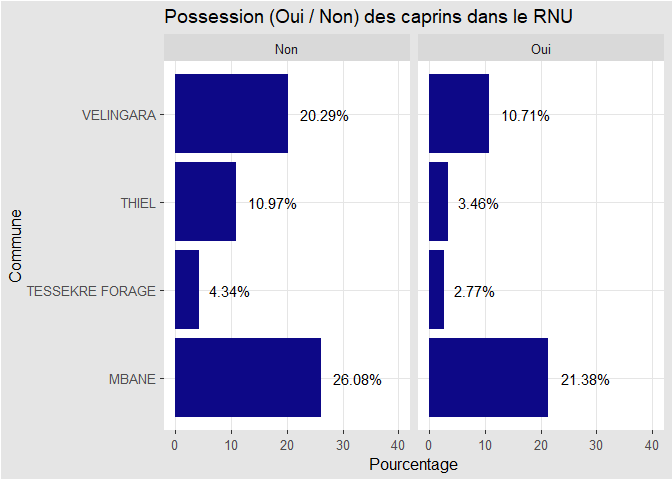 Possession (Oui / Non) des caprins dans le RNU
Non
Oui
Commune
VELINGARA
20.29%
10.71%
THIEL
10.97%
3.46%
TESSEKRE FORAGE
4.34%
2.77%
MBANE
26.08%
21.38%
0 10 20 30 40
0 10 20 30 40
Pourcentage